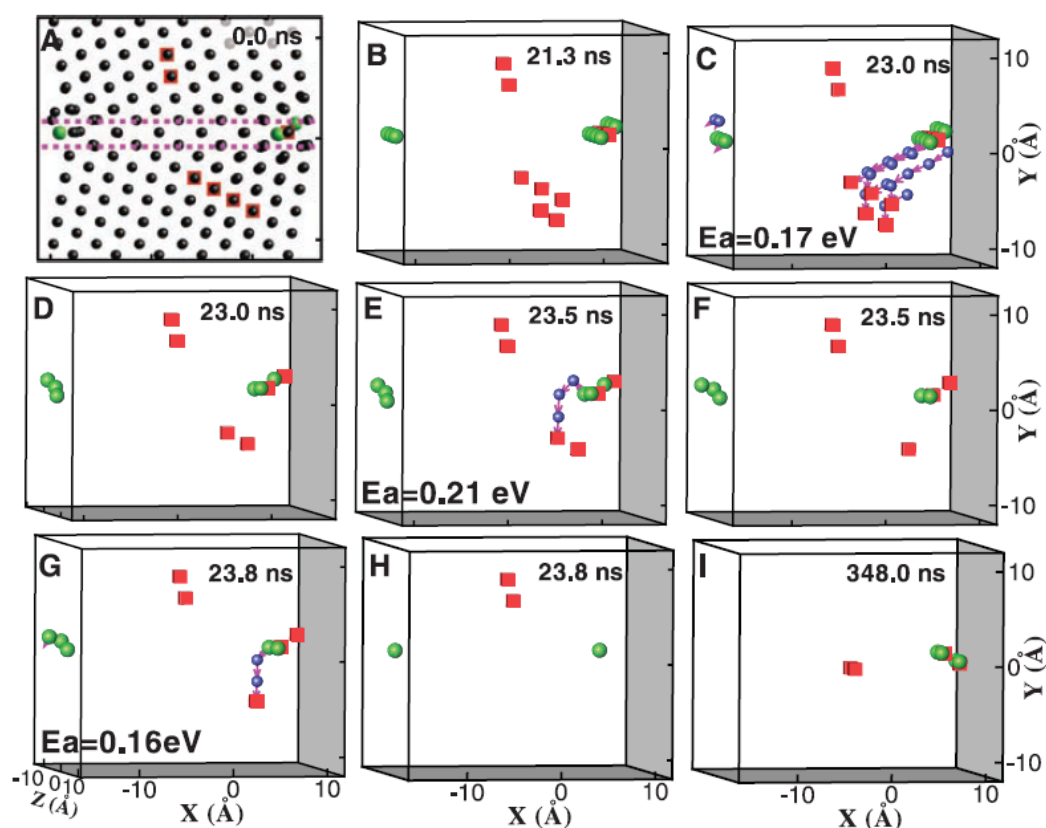 A 0.0 ns
B 21.3 ns
C 23.0 ns
10
0
-10
Y (Å)
Ea=0.17 eV
D 23.0 ns
E 23.5 ns
F 23.5 ns
10
0
-10
Y (Å)
Ea=0.21 eV
G 23.8 ns
H 23.8 ns
I 348.0 ns
10
0
-10
Y (Å)
Ea=0.16eV
-10 0 10
Z (Å)
-10 0 10
X (Å)
-10 0 10
X (Å)
-10 0 10
X (Å)